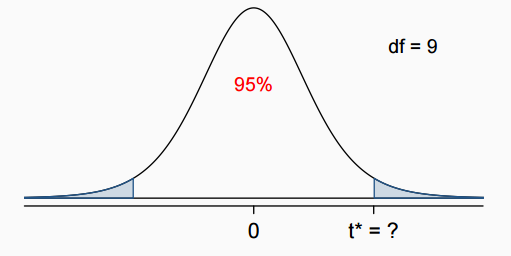 df = 9
95%
0
t* = ?